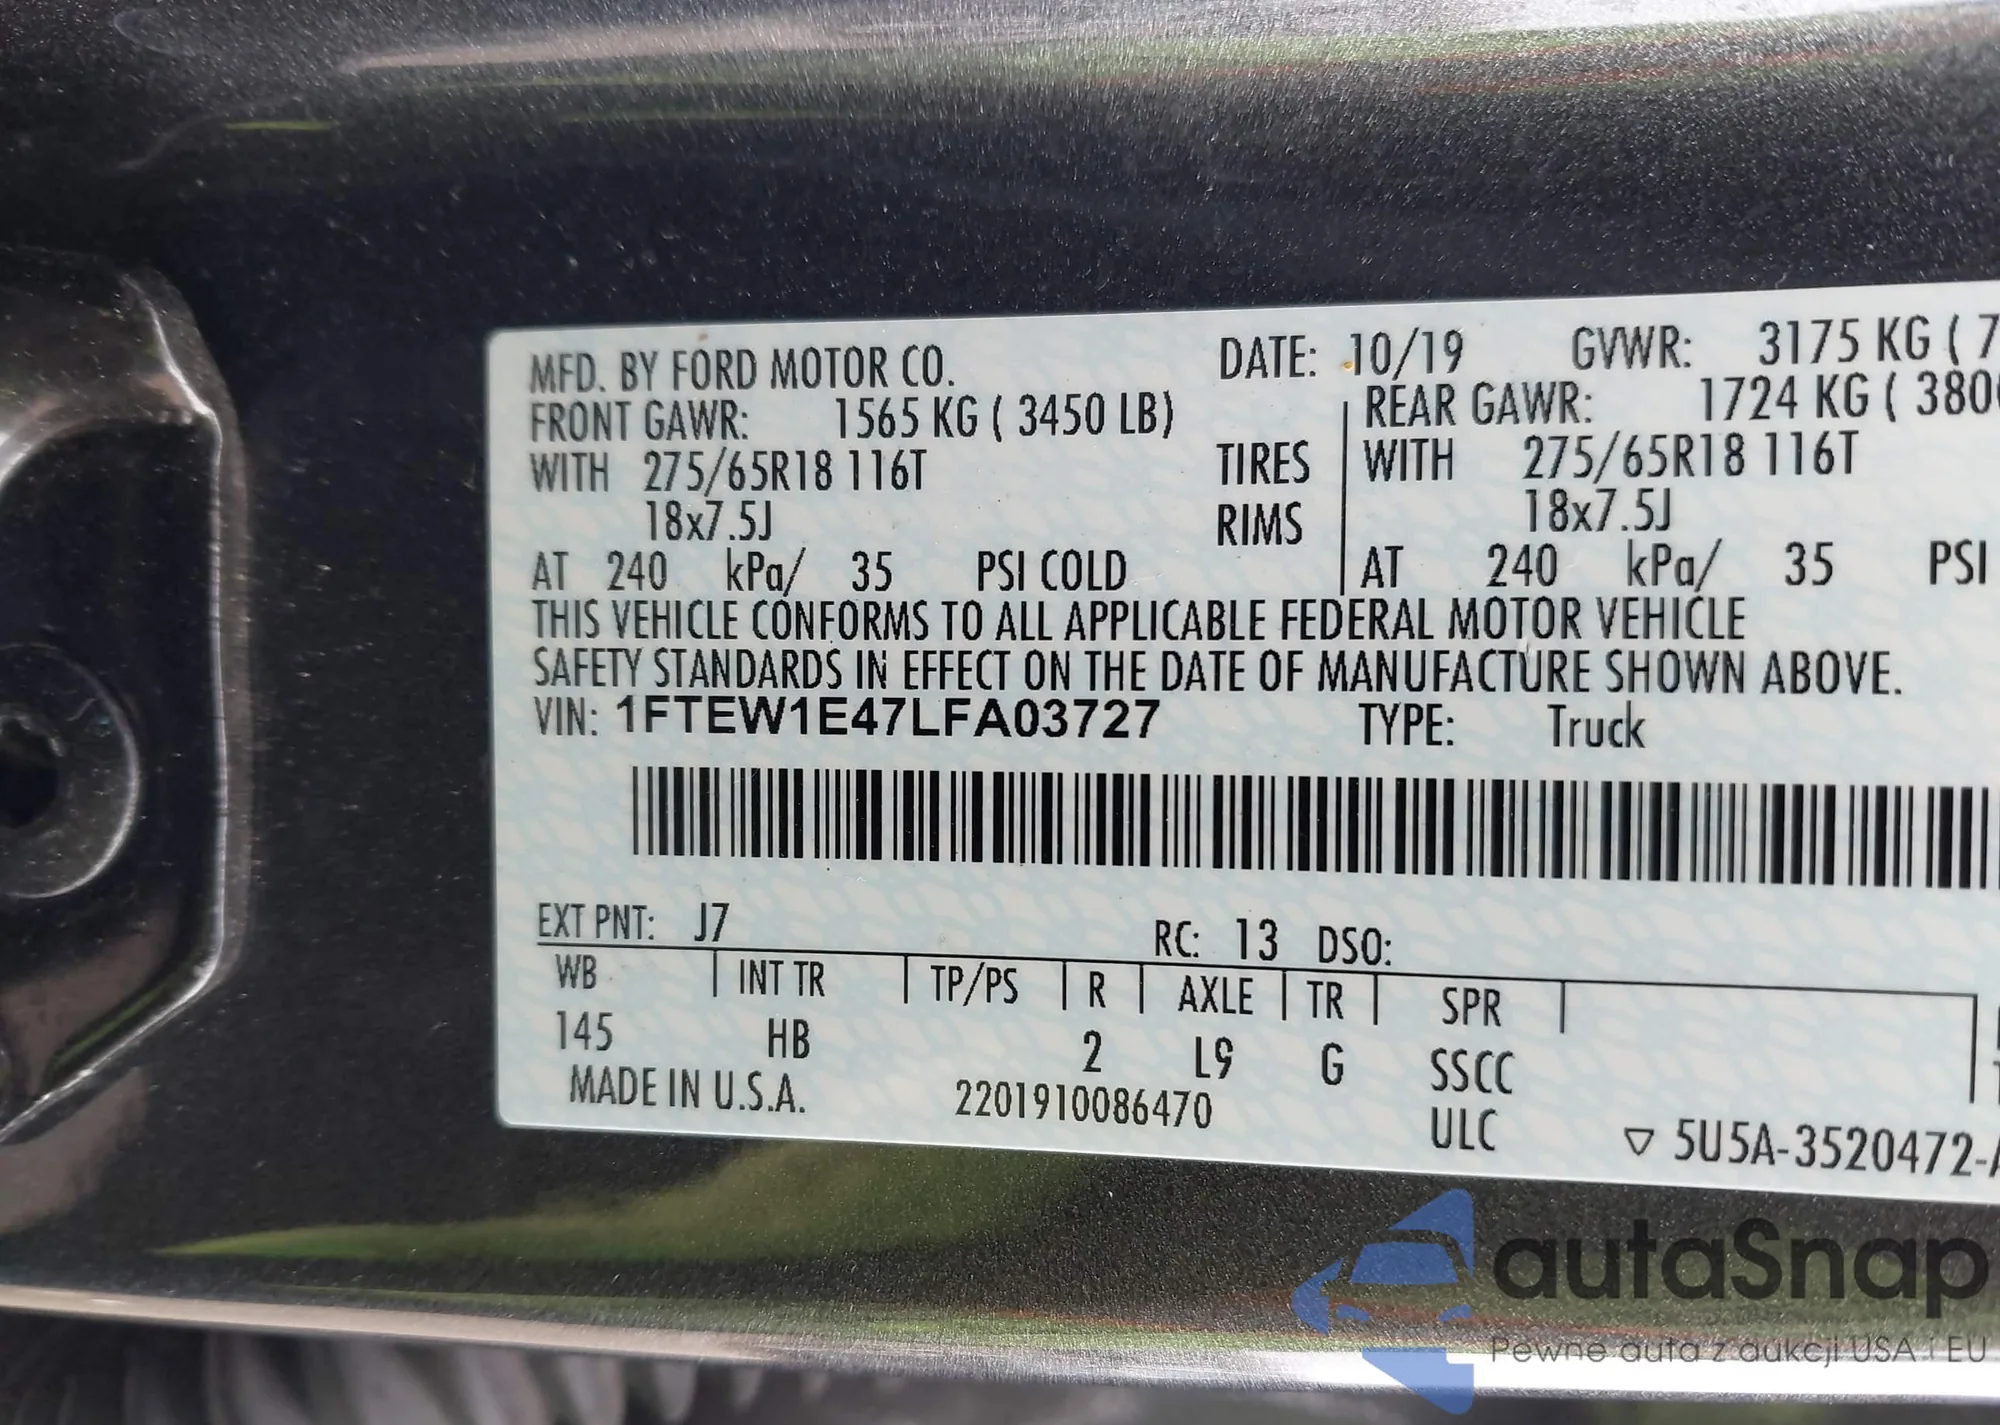 MFD. BY FORD MOTOR CO. DATE: 10/19 GVWR: 3175 KG ( 7
FRONT GAWR: 1565 KG ( 3450 LB) REAR GAWR: 1724 KG ( 380
WITH 275/65R18 116T TIRES WITH 275/65R18 116T
18x7.5J RIMS 18x7.5J
AT 240 kPa/ 35 PSI COLD AT 240 kPa/ 35 PSI
THIS VEHICLE CONFORMS TO ALL APPLICABLE FEDERAL MOTOR VEHICLE
SAFETY STANDARDS IN EFFECT ON THE DATE OF MANUFACTURE SHOWN ABOVE.
VIN: 1FTEW1E47LFA03727 TYPE: Truck
EXT PNT: J7 RC: 13 DSO:
WB INT TR TP/PS R AXLE TR SPR
145 HB 2 L9 G SSCC
MADE IN U.S.A. 2201910086470 ULC ▽ 5U5A-3520472-
autaSnap
Pewne auta z aukcji USA i EU